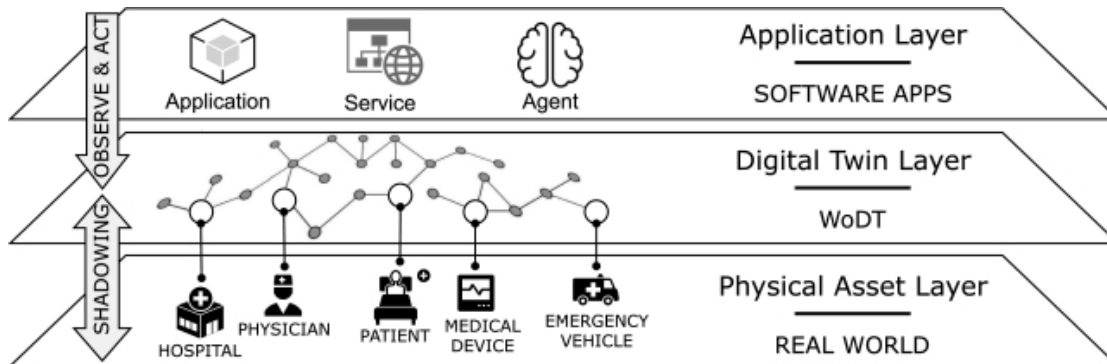 OBSERVE & ACT
Application
Service
Agent
Application Layer
SOFTWARE APPS
Digital Twin Layer
WoDT
SHADOWING
HOSPITAL
PHYSICIAN
PATIENT
MEDICAL
DEVICE
EMERGENCY
VEHICLE
Physical Asset Layer
REAL WORLD